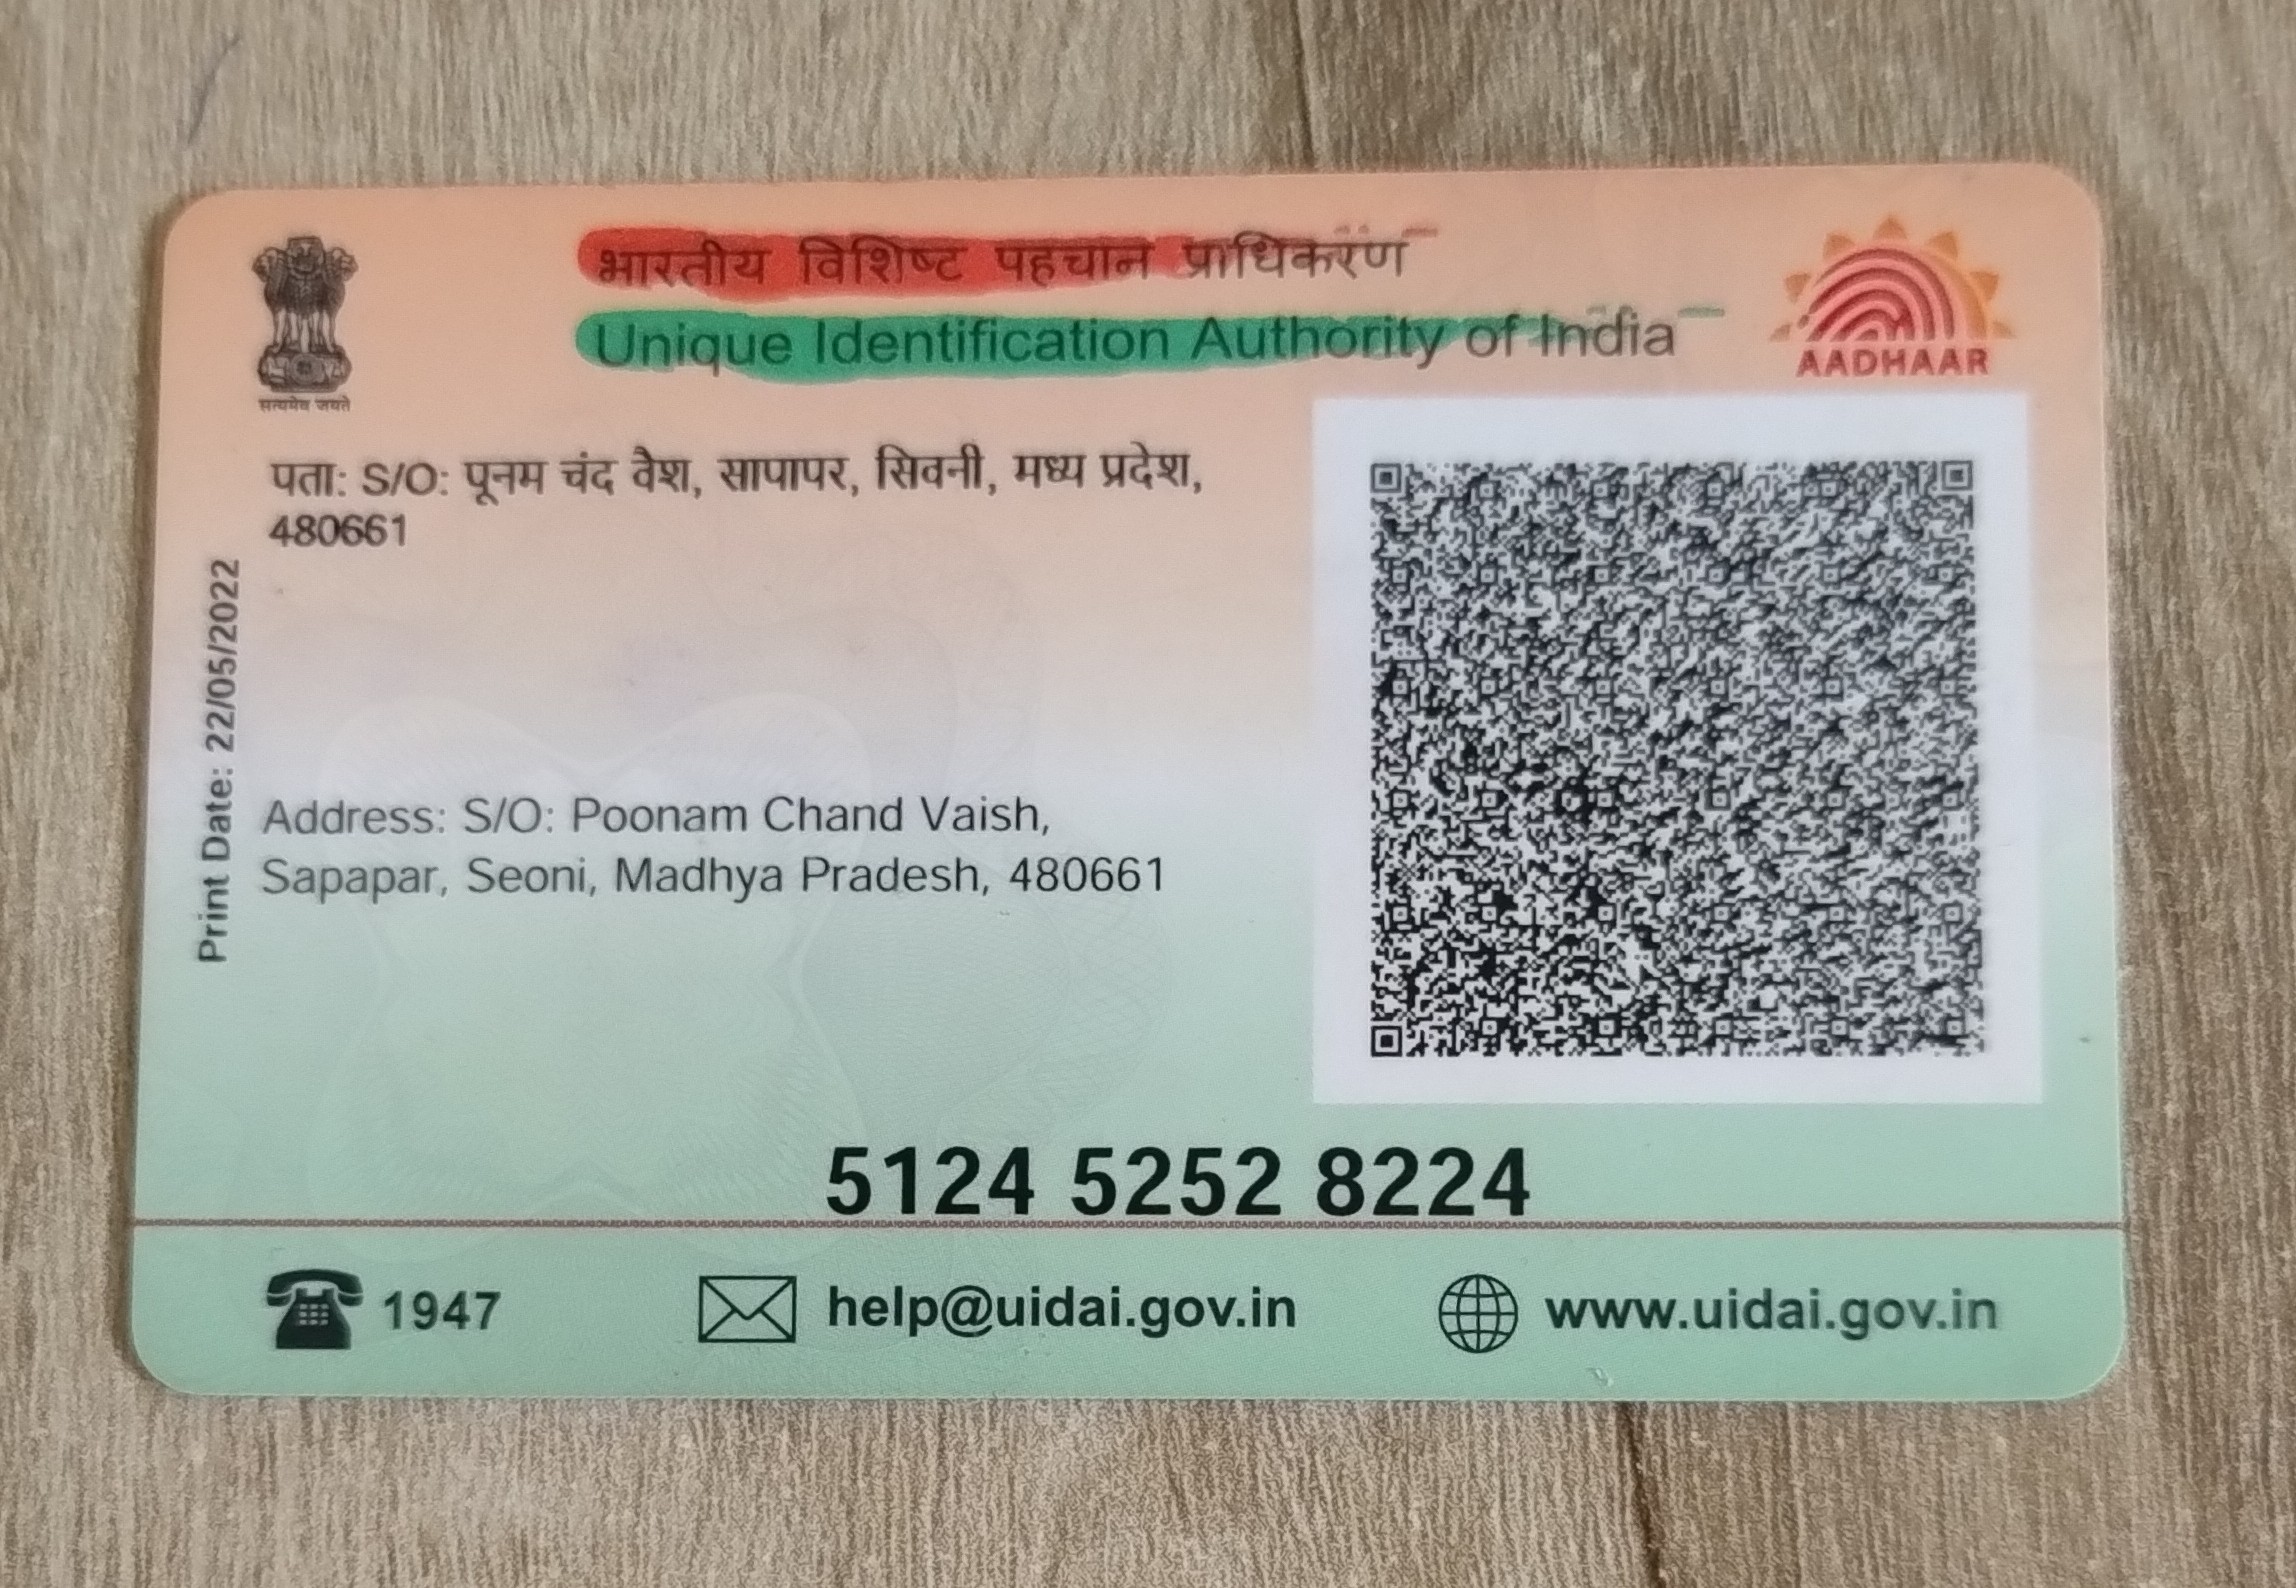 भारतीय विशिष्ट पहचान प्राधिकरण
Unique Identification Authority of India
AADHAAR
सत्यमेव जयते
पता: S/O: पूनम चंद वैश, सापापर, सिवनी, मध्य प्रदेश,
480661
Print Date: 22/05/2022
Address: S/O: Poonam Chand Vaish,
Sapapar, Seoni, Madhya Pradesh, 480661
5124 5252 8224
1947
help@uidai.gov.in
www.uidai.gov.in